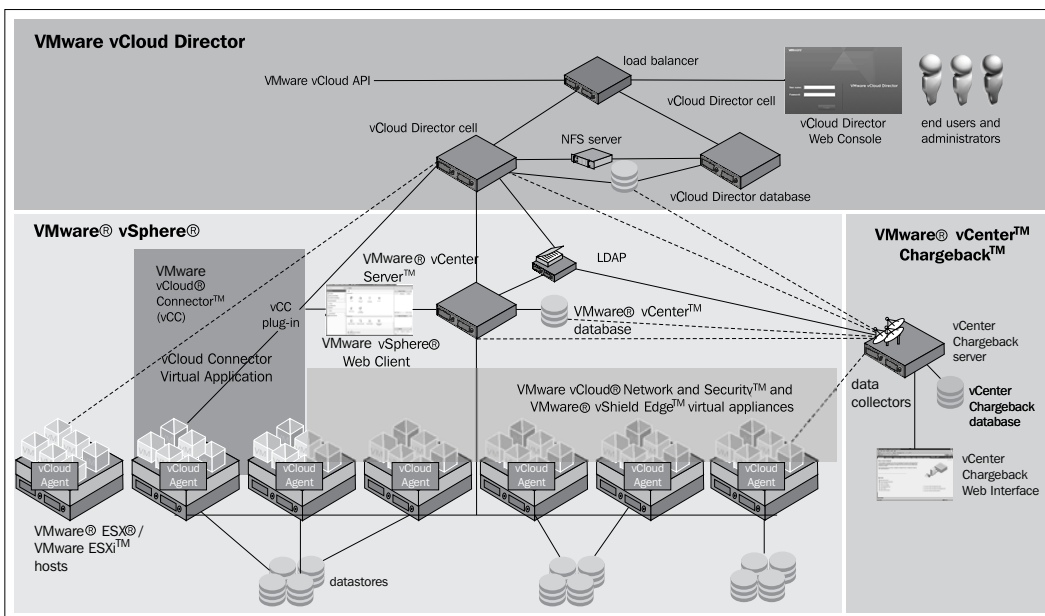 VMware vCloud Director
load balancer
VMware vCloud API
vCloud Director cell
vCloud Director cell
NFS server
vCloud Director
Web Console
end users and
administrators
vCloud Director database
VMware vCloud Director
VMware® vSphere®
VMware® vCenter™
Chargeback™
VMware
vCloud®
Connector™
(vCC)
vCC
plug-in
VMware® vCenter
Server™
LDAP
VMware® vCenter™
database
VMware vSphere®
Web Client
vCloud Connector
Virtual Application
VMware vCloud® Network and Security™ and
VMware® vShield Edge™ virtual appliances
vCenter
Chargeback
server
data
collectors
vCenter
Chargeback
database
vCenter
Chargeback
Web Interface
vCloud
Agent
vCloud
Agent
vCloud
Agent
vCloud
Agent
vCloud
Agent
vCloud
Agent
vCloud
Agent
VMware® ESX® /
VMware ESXi™
hosts
datastores